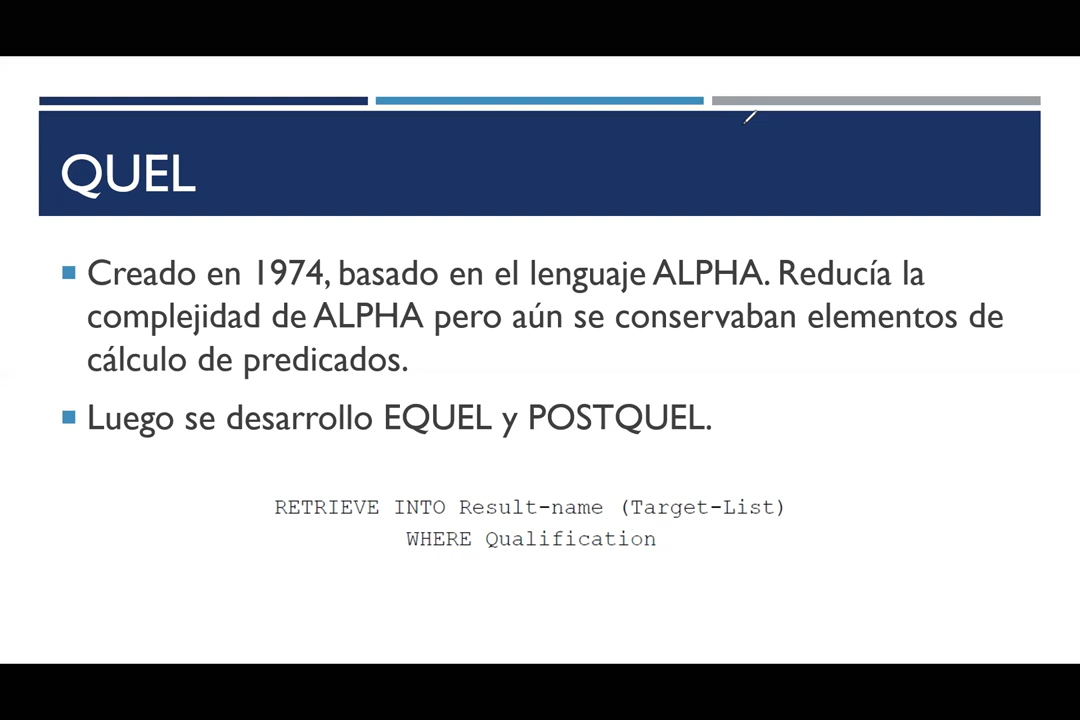 QUEL
Creado en 1974, basado en el lenguaje ALPHA. Reducía la
complejidad de ALPHA pero aún se conservaban elementos de
cálculo de predicados.
Luego se desarrollo EQUEL y POSTQUEL.
RETRIEVE INTO Result-name (Target-List)
WHERE Qualification